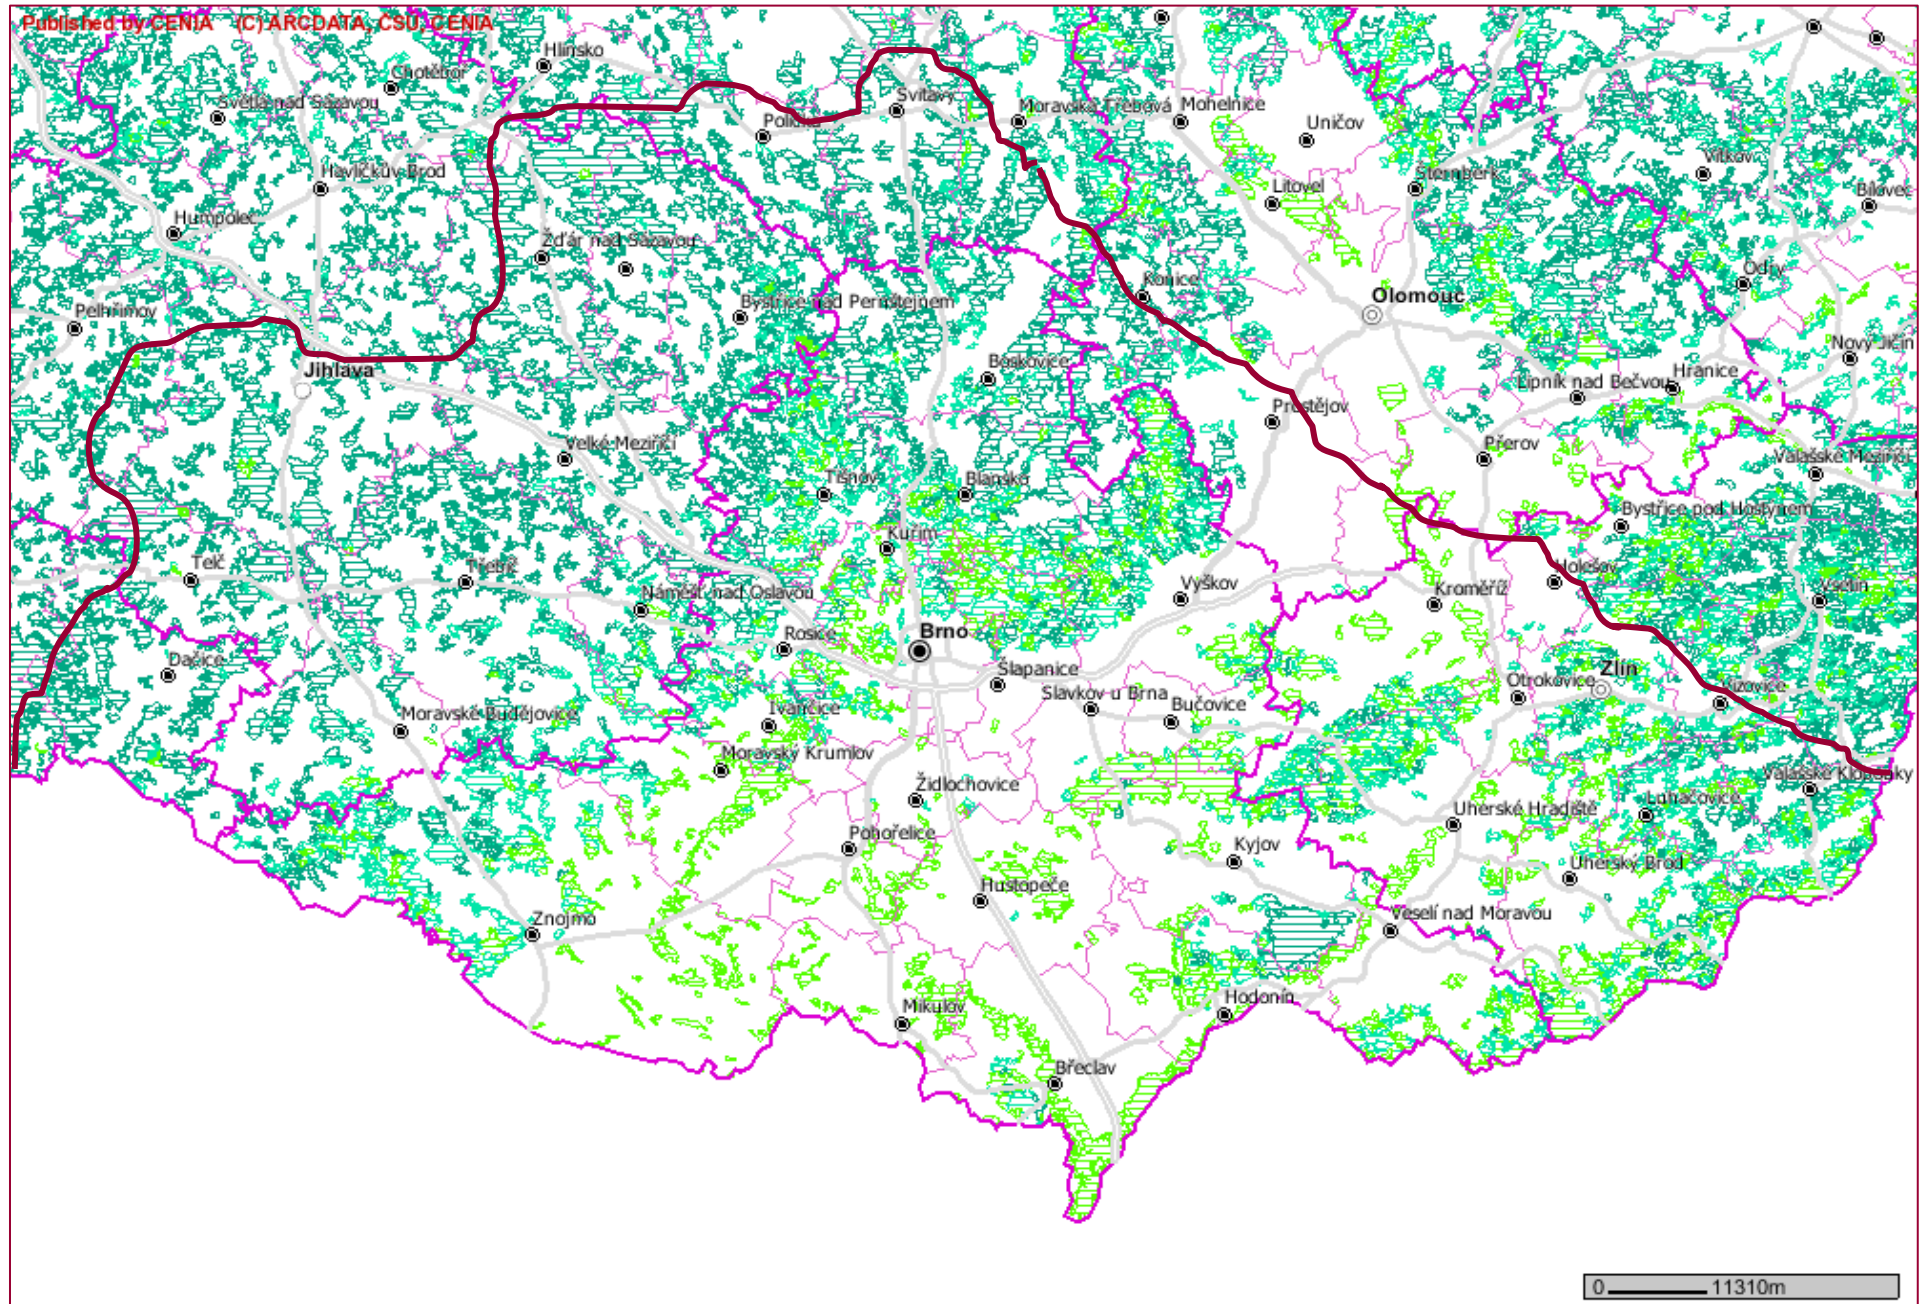 Published by CENIA (C) ARCDATA, ČSÚ, CENIA
Hlinsko
Chotěboř
Světlá nad Sázavou
Svitavy
Moravská Třebová
Mohelnice
Uničov
Vítkov
Havlíčkův Brod
Litovel
Šternberk
Bílovec
Humpolec
Žďár nad Sázavou
Konice
Olomouc
Odry
Pelhřimov
Bystřice nad Pernštejnem
Nový Jičín
Jihlava
Boskovice
Lipník nad Bečvou
Hranice
Prostějov
Velké Meziříčí
Přerov
Valašské Meziříčí
Tišnov
Blansko
Bystřice pod Hostýnem
Kuřim
Telč
Třebíč
Náměšť nad Oslavou
Vyškov
Kroměříž
Holešov
Vsetín
Rosice
Brno
Šlapanice
Dačice
Slavkov u Brna
Bučovice
Otrokovice
Zlín
Vizovice
Moravské Budějovice
Ivančice
Moravský Krumlov
Židlochovice
Valašské Klobouky
Luhačovice
Uherské Hradiště
Pohořelice
Kyjov
Uherský Brod
Hustopeče
Znojmo
Veselí nad Moravou
Mikulov
Hodonín
Břeclav
0 11310m